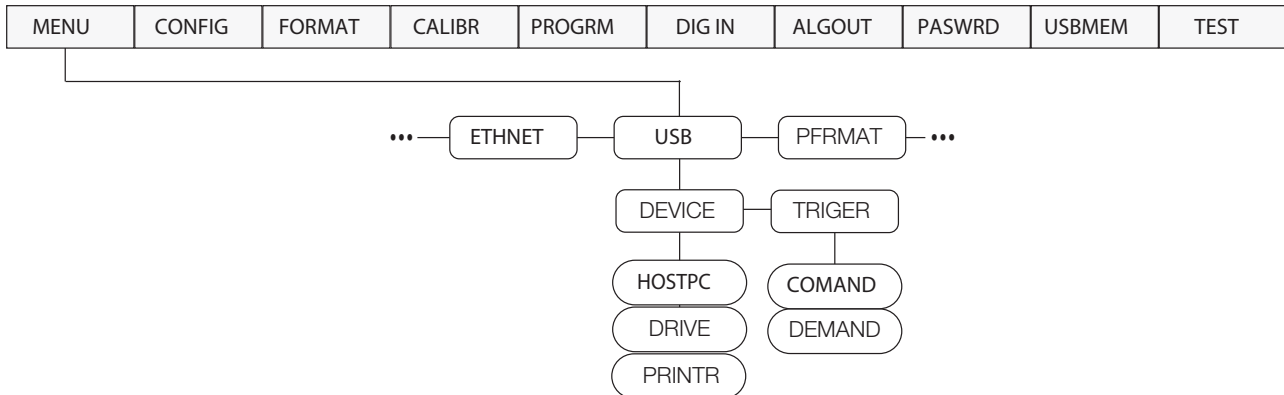 MENU CONFIG FORMAT CALIBR PROGRM DIG IN ALGOUT PASWRD USBMEM TEST
••• ETHNET USB PFRMAT •••
DEVICE TRIGER
HOSTPC COMAND
DRIVE DEMAND
PRINTR